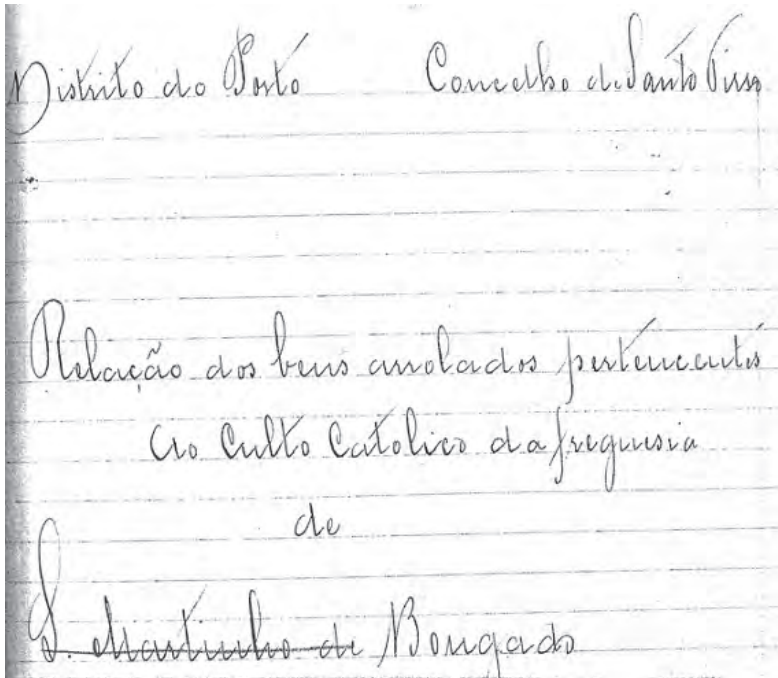 Distrito do Porto Concelho de Santo Tirso
Relação dos bens arrolados pertencentes
ao Culto Catolico da freguesia
de
S. Martinho de Bougado